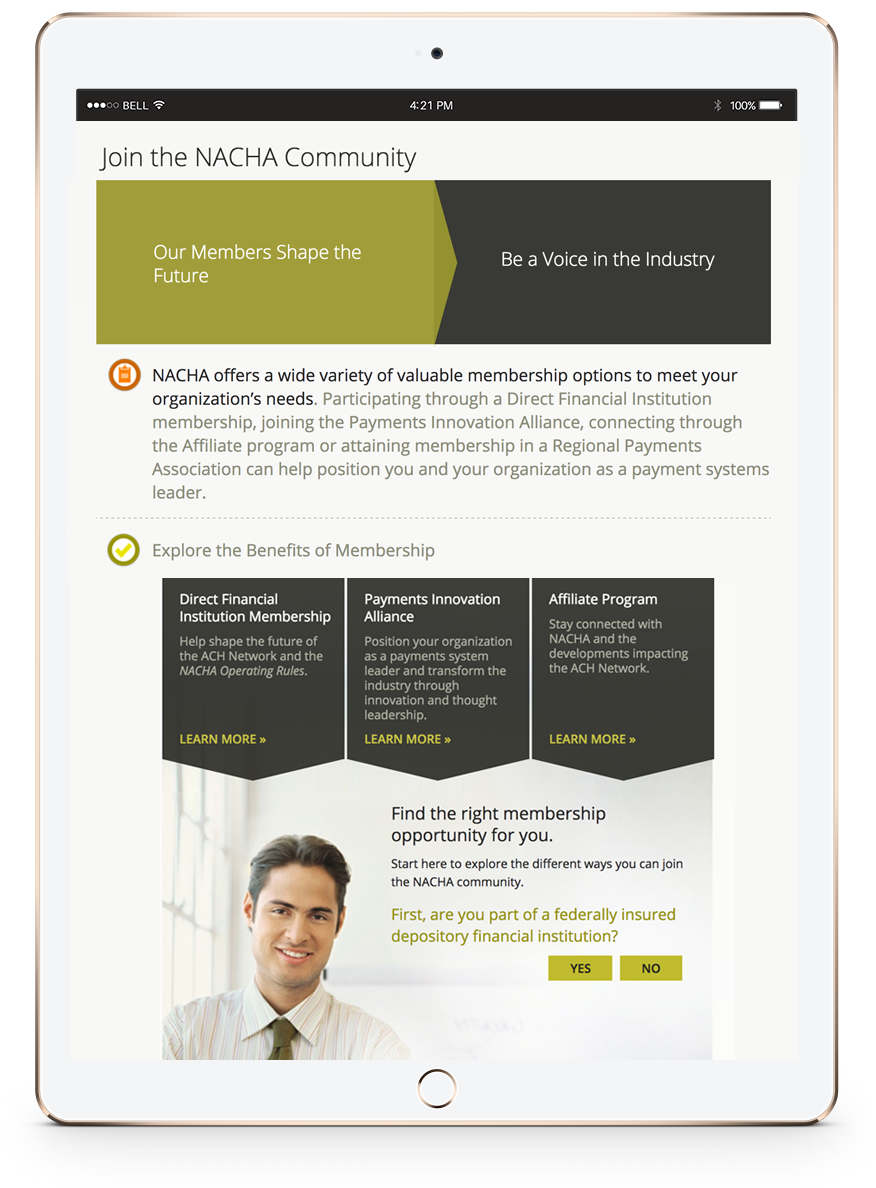 BELL
4:21 PM
100%
Join the NACHA Community
Our Members Shape the
Future
Be a Voice in the Industry
NACHA offers a wide variety of valuable membership options to meet your
organization’s needs. Participating through a Direct Financial Institution
membership, joining the Payments Innovation Alliance, connecting through
the Affiliate program or attaining membership in a Regional Payments
Association can help position you and your organization as a payment systems
leader.
Explore the Benefits of Membership
Direct Financial
Institution Membership
Help shape the future of
the ACH Network and the
NACHA Operating Rules.
LEARN MORE »
Payments Innovation
Alliance
Position your organization
as a payments system
leader and transform the
industry through
innovation and thought
leadership.
LEARN MORE »
Affiliate Program
Stay connected with
NACHA and the
developments impacting
the ACH Network.
LEARN MORE »
Find the right membership
opportunity for you.
Start here to explore the different ways you can join
the NACHA community.
First, are you part of a federally insured
depository financial institution?
YES
NO